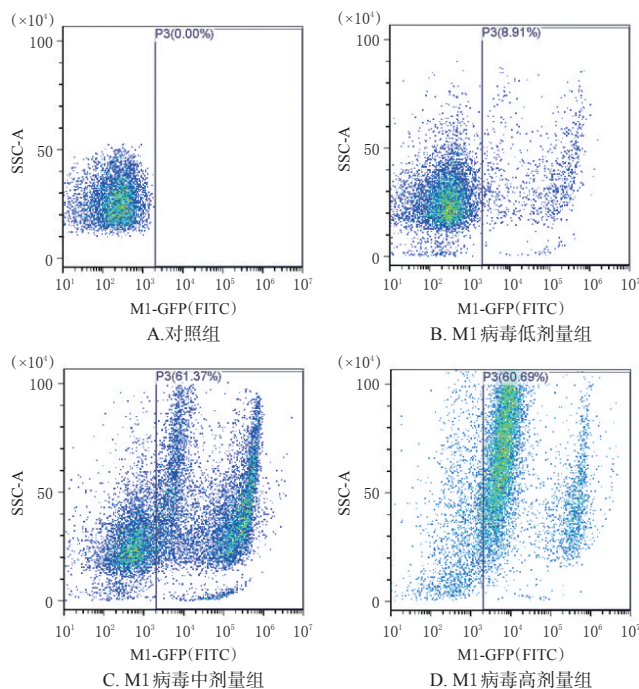 (×10⁴)
P3(0.00%)
100
50
0
SSC-A
10¹ 10² 10³ 10⁴ 10⁵ 10⁶ 10⁷
M1-GFP(FITC)
A.对照组
(×10⁴)
P3(8.91%)
100
50
0
SSC-A
10¹ 10² 10³ 10⁴ 10⁵ 10⁶ 10⁷
M1-GFP(FITC)
B. M1病毒低剂量组
(×10⁴)
P3(61.37%)
100
50
0
SSC-A
10¹ 10² 10³ 10⁴ 10⁵ 10⁶ 10⁷
M1-GFP(FITC)
C. M1病毒中剂量组
(×10⁴)
P3(60.69%)
100
50
0
SSC-A
10¹ 10² 10³ 10⁴ 10⁵ 10⁶ 10⁷
M1-GFP(FITC)
D. M1病毒高剂量组